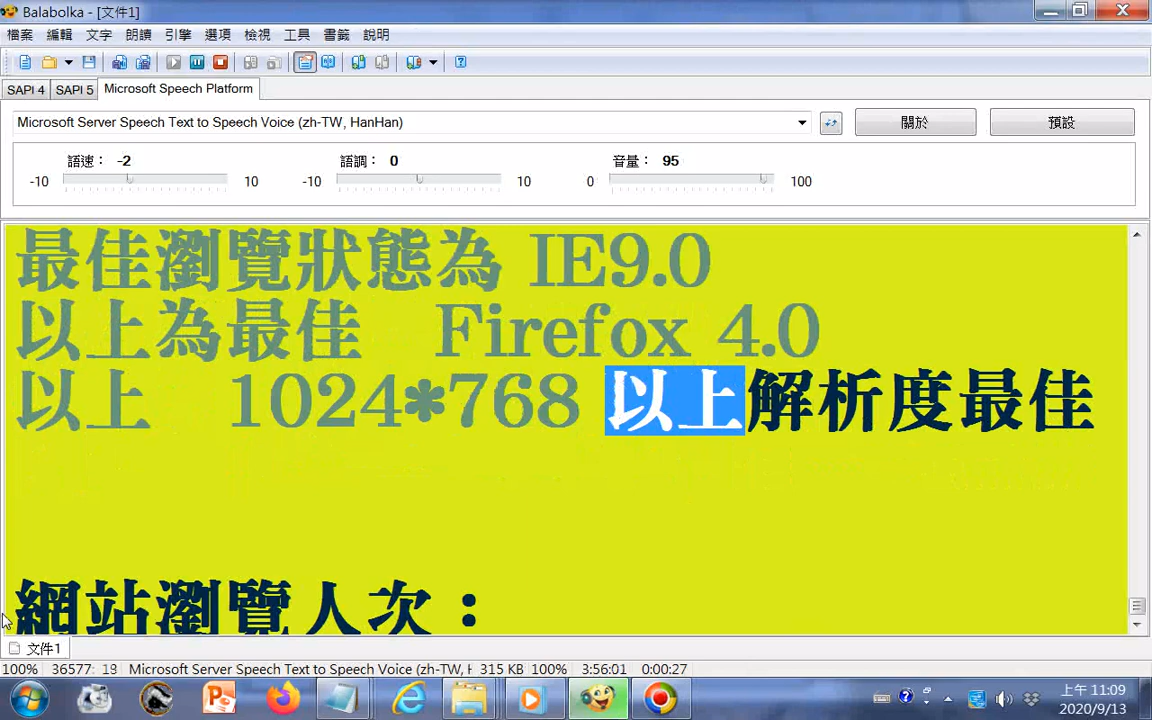 Balabolka - [文件1]
檔案 編輯 文字 朗讀 引擎 選項 檢視 工具 書籤 說明
SAPI 4 SAPI 5 Microsoft Speech Platform
Microsoft Server Speech Text to Speech Voice (zh-TW, HanHan) 關於 預設
語速： -2 語調： 0 音量： 95
-10 10 -10 10 0 100
最佳瀏覽狀態為 IE9.0
以上為最佳 Firefox 4.0
以上 1024*768 以上解析度最佳
網站瀏覽人次：
文件1
100% 36577: 13 Microsoft Server Speech Text to Speech Voice (zh-TW, H 315 KB 100% 3:56:01 0:00:27
上午 11:09
2020/9/13